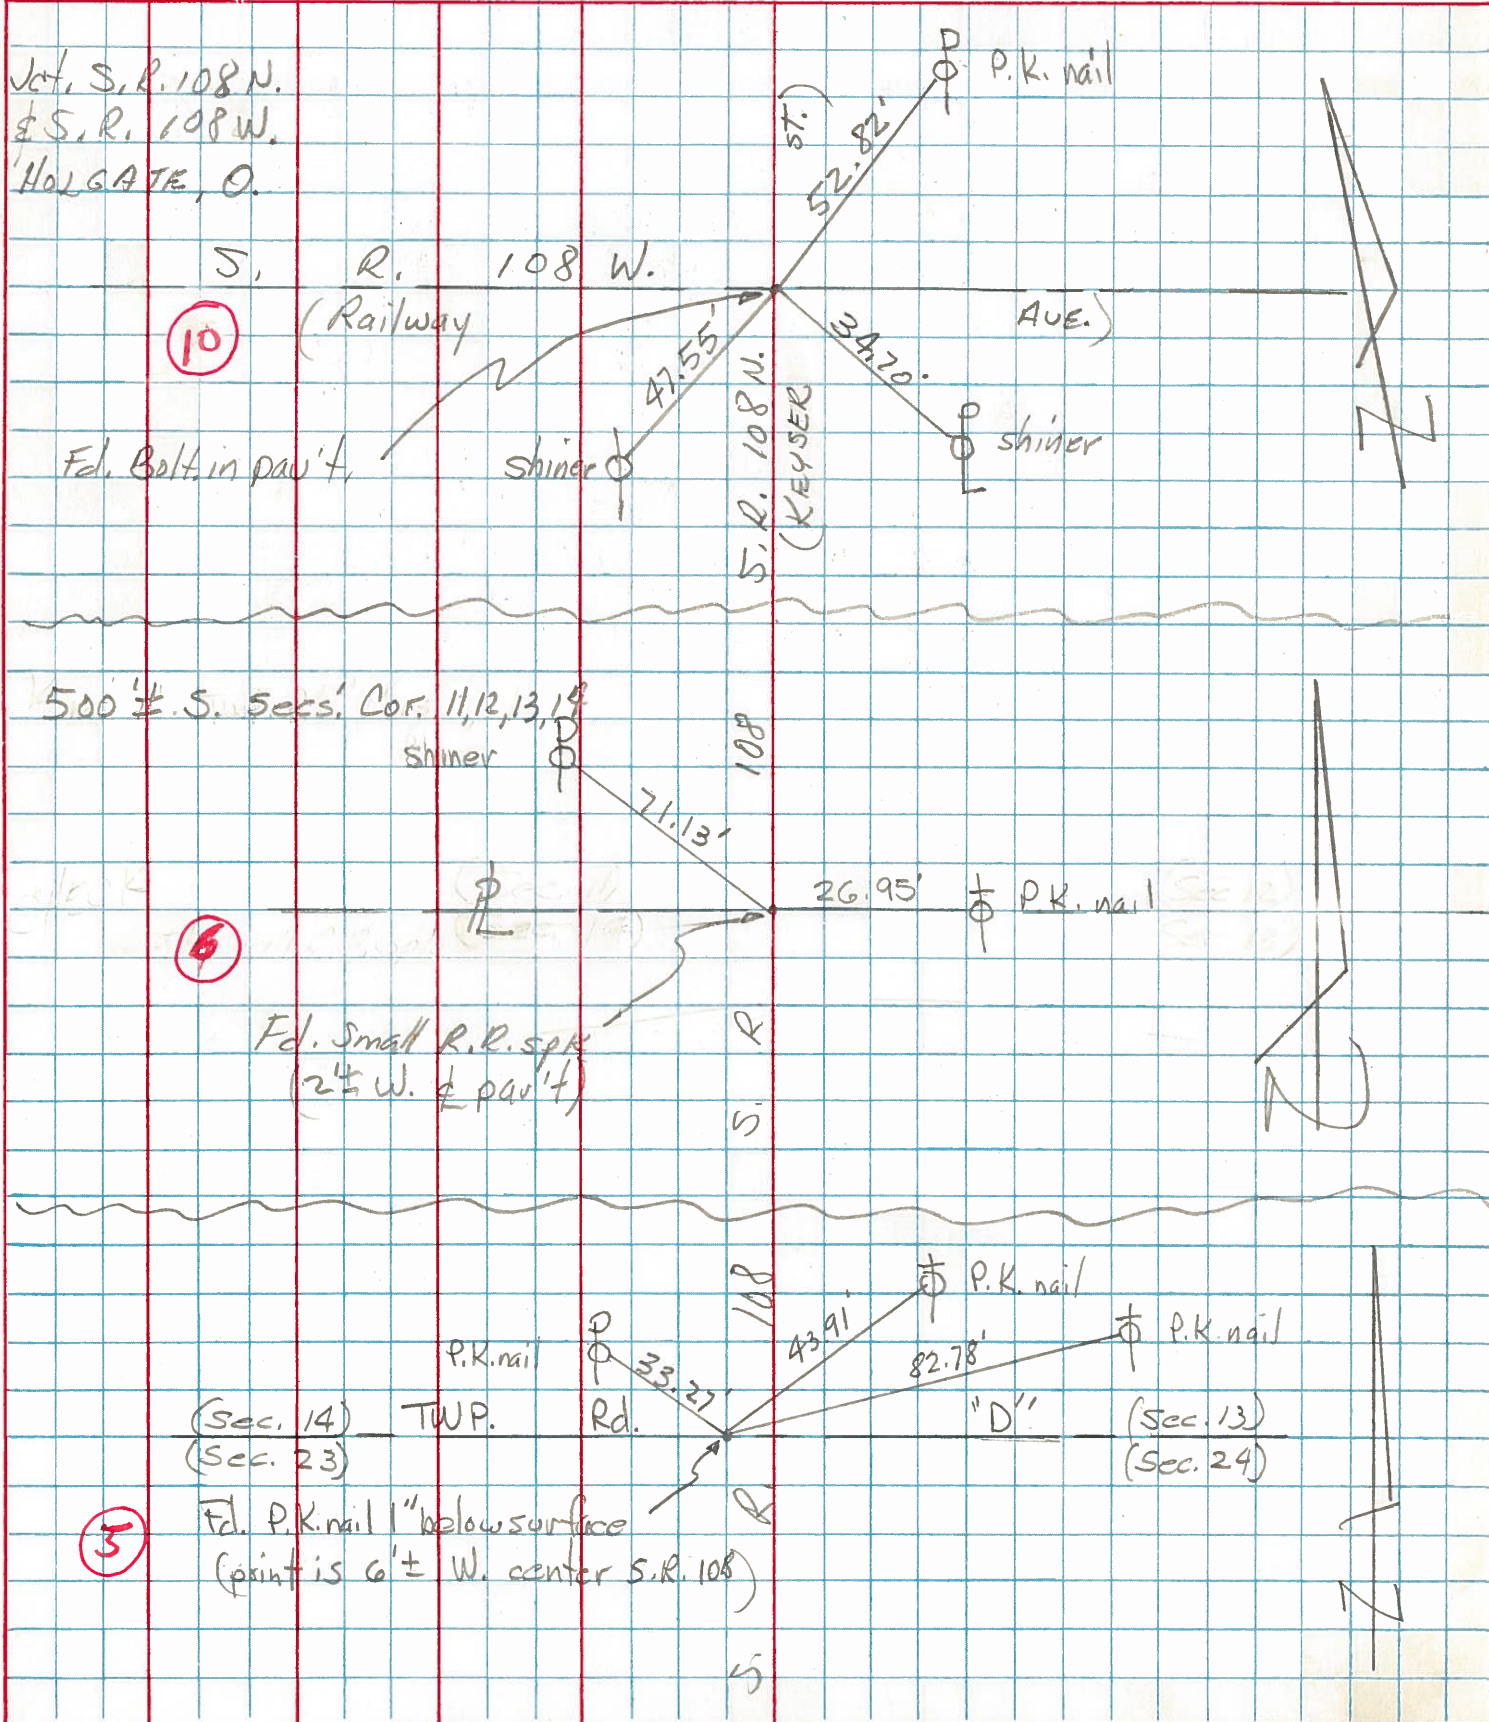 Jct. S.R. 108 N.
& S.R. 108 W.
HOLGATE, O.
P
P.K. nail
52.82'
S. R. 108 W.
(Railway AVE.)
10
47.55'
34.70'
S.R. 108 N.
(KEYSER ST.)
Fd. Bolt in pav't.
shiner
P
L
shiner
N
500'± S. Secs'. Cor. 11,12,13,14
P
shiner
71.13'
108
26.95'
P.K. nail
PL
6
Fd. Small R.R. spk
(2'± W. ℄ pav't)
S R
N
108
P.K. nail
43.91'
P.K. nail
82.78'
P
P.K. nail
33.27'
(Sec. 14) TWP. Rd. "D" (Sec. 13)
(Sec. 23) (Sec. 24)
5
Fd. P.K. nail 1" below surface
(point is 6'± W. center S.R. 108)
S R
N